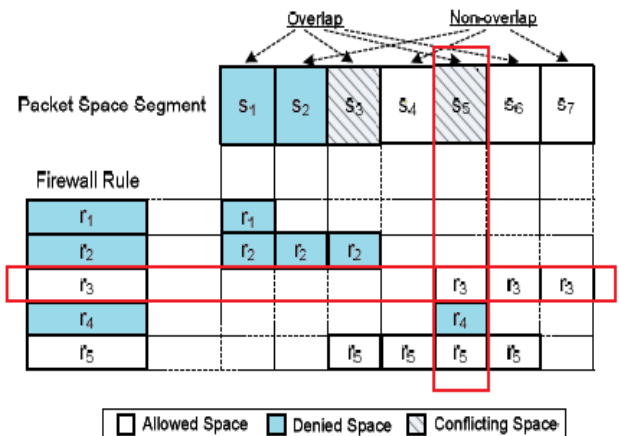 Overlap Non-overlap
Packet Space Segment S1 S2 S3 S4 S5 S6 S7
Firewall Rule
r1 r1
r2 r2 r2 r2
r3 r3 r3 r3
r4 r4
r5 r5 r5 r5 r5
Allowed Space Denied Space Conflicting Space